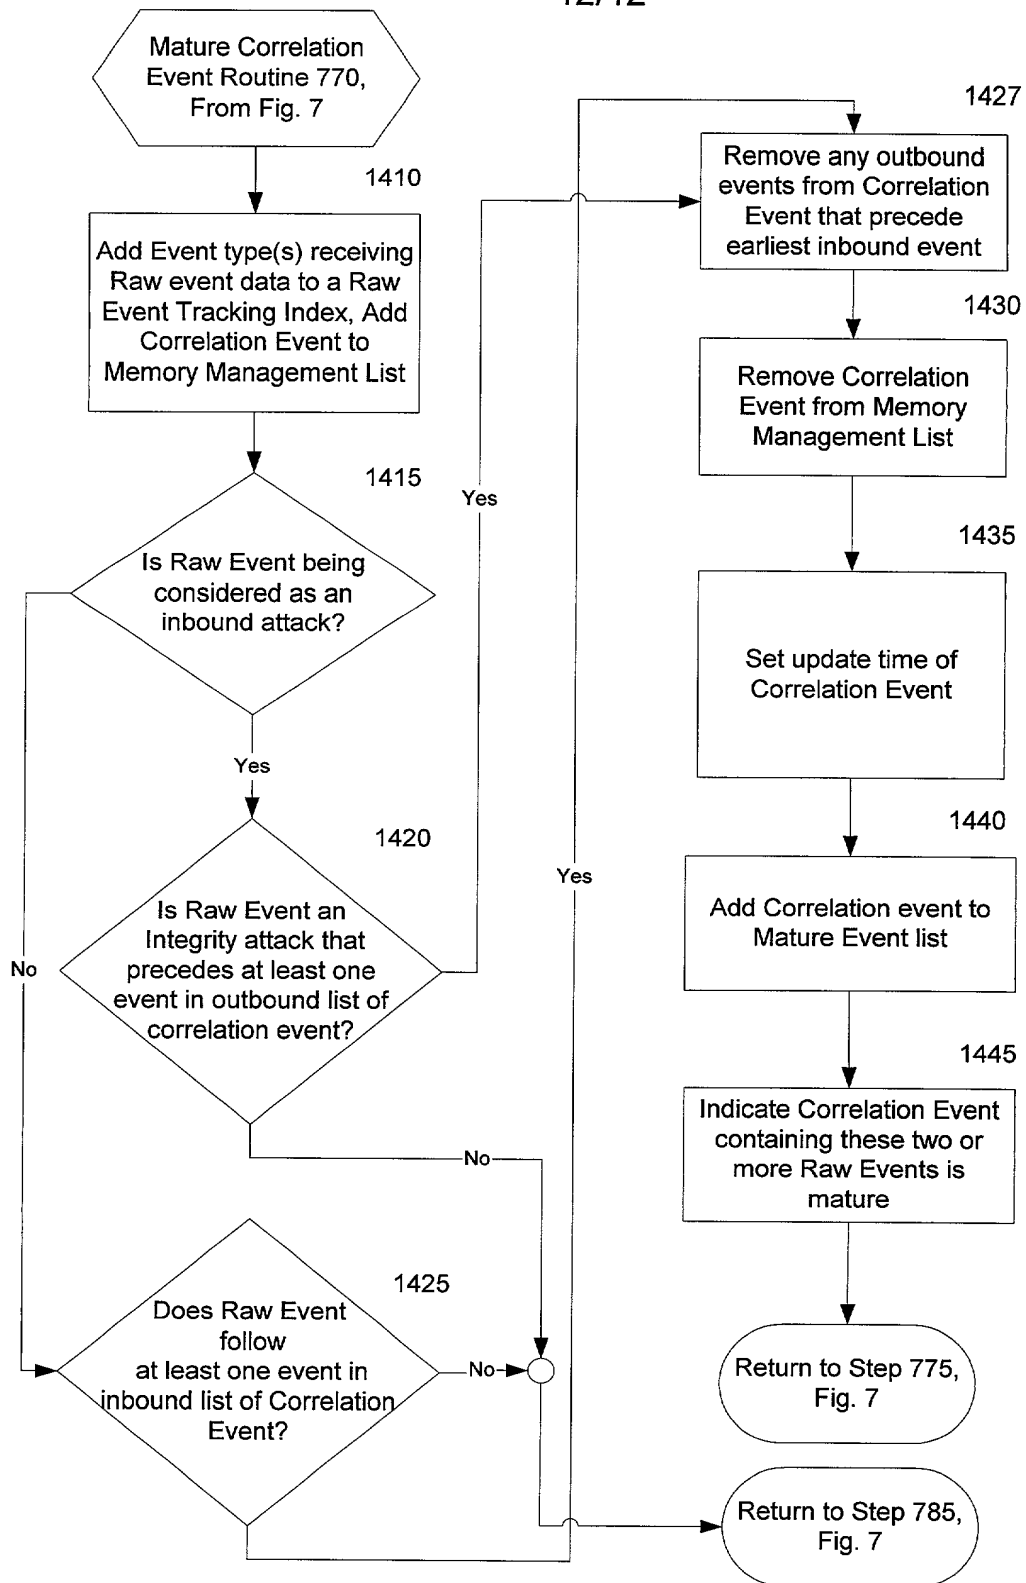 12/12
Mature Correlation
Event Routine 770,
From Fig. 7
1410
Add Event type(s) receiving
Raw event data to a Raw
Event Tracking Index, Add
Correlation Event to
Memory Management List
1415
Is Raw Event being
considered as an
inbound attack?
Yes
No
1420
Is Raw Event an
Integrity attack that
precedes at least one
event in outbound list of
correlation event?
Yes
No
1425
Does Raw Event
follow
at least one event in
inbound list of Correlation
Event?
No
Yes
1427
Remove any outbound
events from Correlation
Event that precede
earliest inbound event
1430
Remove Correlation
Event from Memory
Management List
1435
Set update time of
Correlation Event
1440
Add Correlation event to
Mature Event list
1445
Indicate Correlation Event
containing these two or
more Raw Events is
mature
Return to Step 775,
Fig. 7
Return to Step 785,
Fig. 7